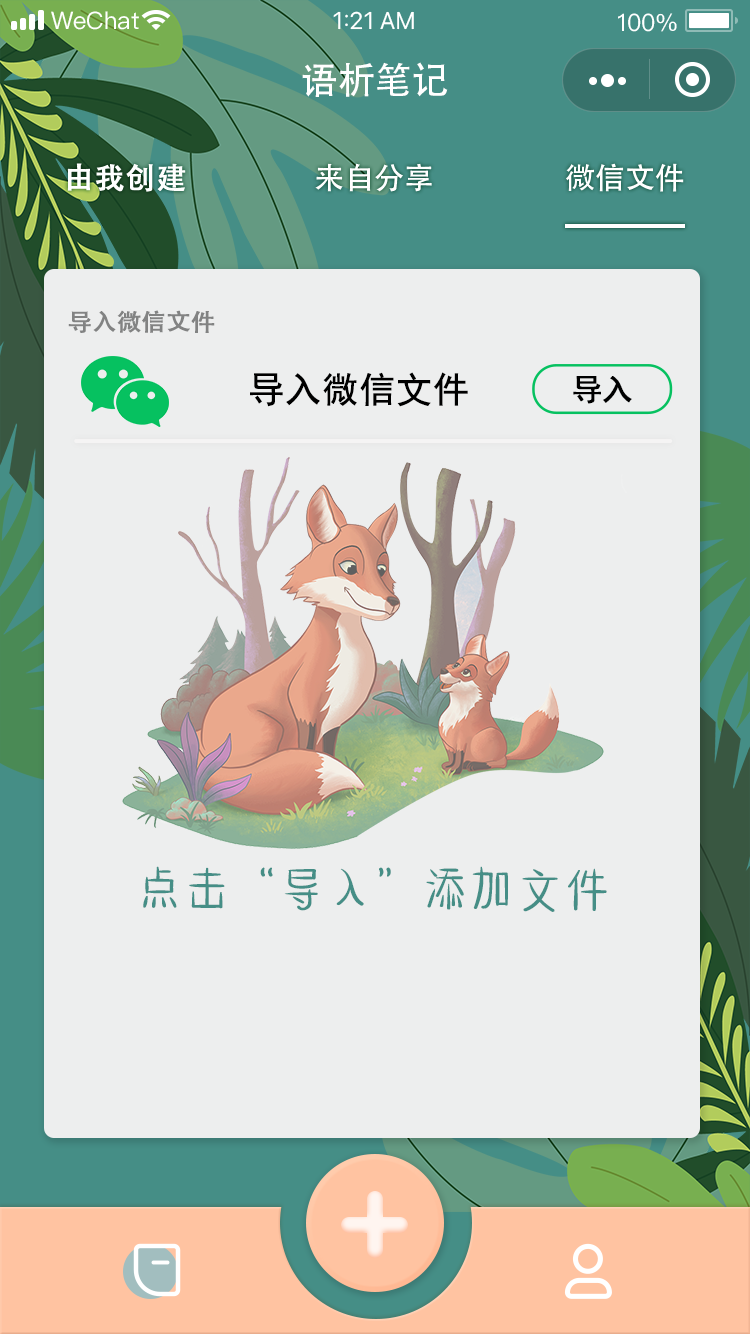 WeChat 1:21 AM 100%
语析笔记
由我创建 来自分享 微信文件
导入微信文件
导入微信文件 导入
点击“导入”添加文件